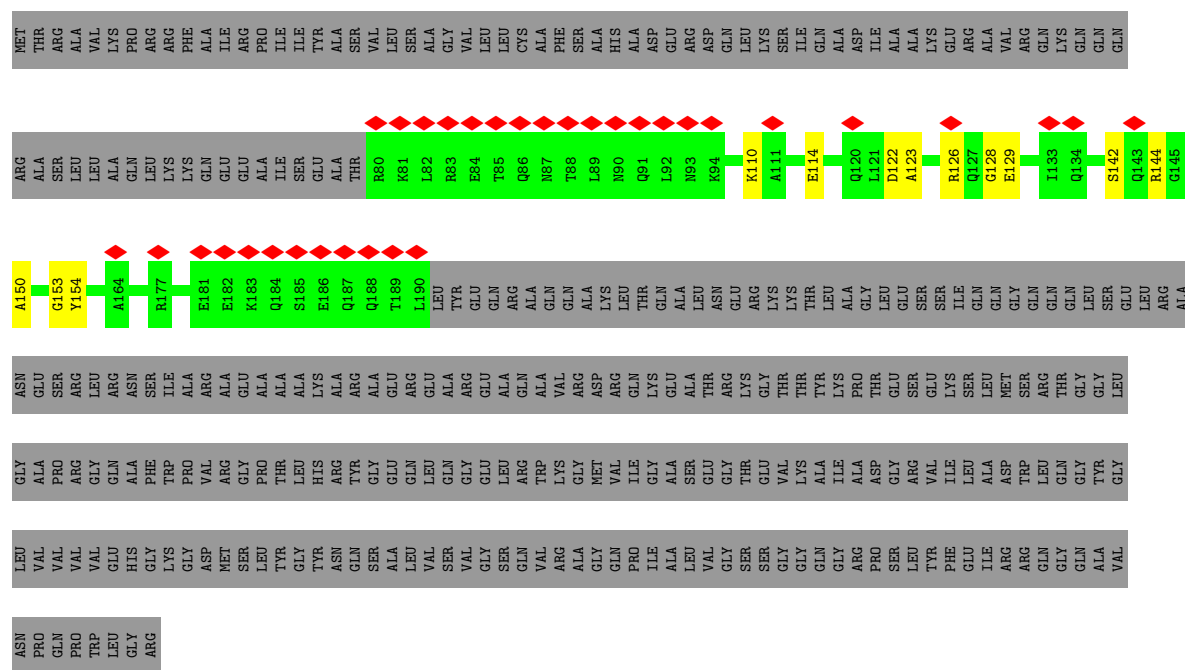 MET THR ARG ALA VAL LYS PRO ARG ARG PHE ALA ILE ARG PRO ILE ILE TYR ALA SER VAL LEU SER ALA GLY VAL LEU LEU CYS ALA PHE SER ALA HIS ALA ASP GLU ARG ASP GLN LEU LYS SER ILE GLN ALA ASP ILE ALA ALA LYS GLU ARG ALA VAL ARG GLN LYS GLN GLN GLN
ARG ALA SER LEU LEU ALA GLN LEU LYS LYS GLN GLU GLU ALA ILE SER GLU ALA THR R80 K81 L82 R83 E84 T85 Q86 N87 T88 L89 N90 Q91 L92 N93 K94 K110 A111 E114 Q120 L121 D122 A123 R126 Q127 G128 E129 I133 Q134 S142 Q143 R144 G145
A150 G153 Y154 A164 R177 E181 E182 K183 Q184 S185 E186 Q187 Q188 T189 L190 LEU TYR GLU GLN ARG ALA GLN GLN ALA LYS LEU THR GLN ALA LEU ASN GLU ARG LYS LYS THR LEU ALA GLY LEU GLU SER SER ILE GLN GLN GLY GLN GLN GLN LEU SER GLU LEU ARG ALA
ASN GLU SER ARG LEU ARG ASN SER ILE ALA ARG ALA GLU ALA ALA ALA LYS ALA ARG ALA GLU ARG GLU ALA ARG GLU ALA GLN ALA VAL ARG ASP ARG GLN LYS GLU ALA THR ARG LYS GLY THR THR TYR LYS PRO THR GLU SER GLU LYS SER LEU MET SER ARG THR GLY GLY LEU
GLY ALA PRO ARG GLY GLN ALA PHE TRP PRO VAL ARG GLY PRO THR LEU HIS ARG TYR GLY GLU GLN LEU GLN GLY GLU LEU ARG TRP LYS GLY MET VAL ILE GLY ALA SER GLU GLY THR GLU VAL LYS ALA ILE ALA ASP GLY ARG VAL ILE LEU ALA ASP TRP LEU GLN GLY TYR GLY
LEU VAL VAL VAL VAL GLU HIS GLY LYS GLY ASP MET SER LEU TYR GLY TYR ASN GLN SER ALA LEU VAL SER VAL GLY SER GLN VAL ARG ALA GLY GLN PRO ILE ALA LEU VAL GLY SER SER GLY GLY GLN GLY ARG PRO SER LEU TYR PHE GLU ILE ARG ARG GLN GLY GLN ALA VAL
ASN PRO GLN PRO TRP LEU GLY ARG